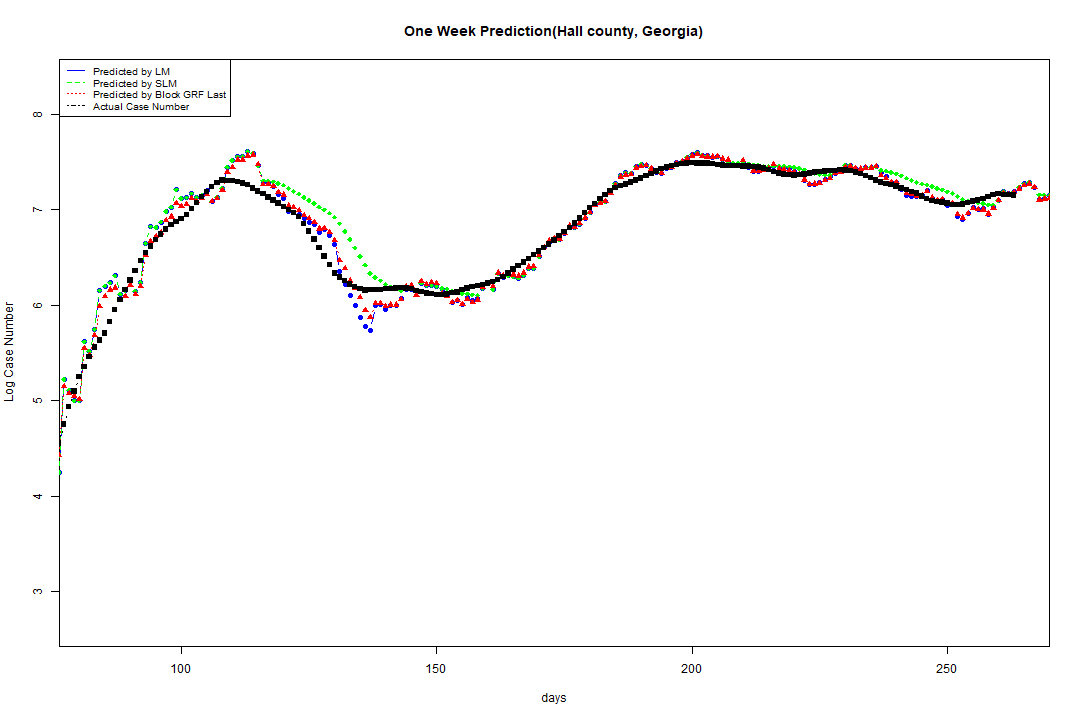 One Week Prediction(Hall county, Georgia)
Predicted by LM
Predicted by SLM
Predicted by Block GRF Last
Actual Case Number
8
7
6
5
4
3
Log Case Number
100 150 200 250
days